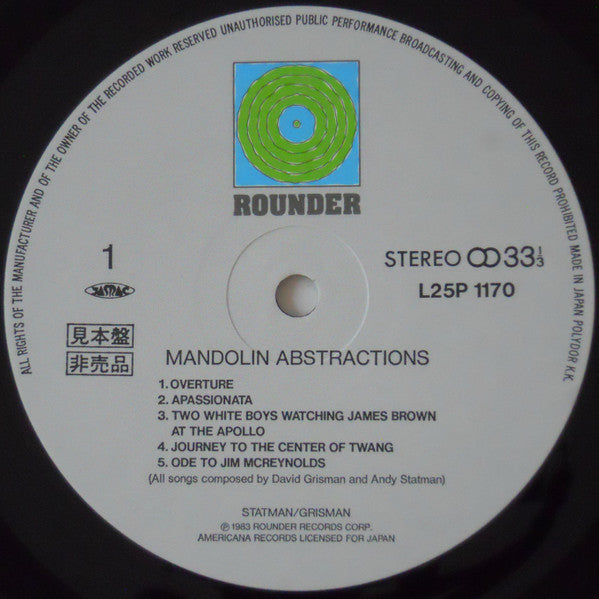 ALL RIGHTS OF THE MANUFACTURER AND OF THE OWNER OF THE RECORDED WORK RESERVED UNAUTHORISED PUBLIC PERFORMANCE BROADCASTING AND COPYING OF THIS RECORD PROHIBITED MADE IN JAPAN POLYDOR K.K.
ROUNDER
1
STEREO 33 1/3
JASRAC
L25P 1170
見本盤
非売品
MANDOLIN ABSTRACTIONS
1. OVERTURE
2. APASSIONATA
3. TWO WHITE BOYS WATCHING JAMES BROWN
AT THE APOLLO
4. JOURNEY TO THE CENTER OF TWANG
5. ODE TO JIM MCREYNOLDS
(All songs composed by David Grisman and Andy Statman)
STATMAN/GRISMAN
℗ 1983 ROUNDER RECORDS CORP.
AMERICANA RECORDS LICENSED FOR JAPAN